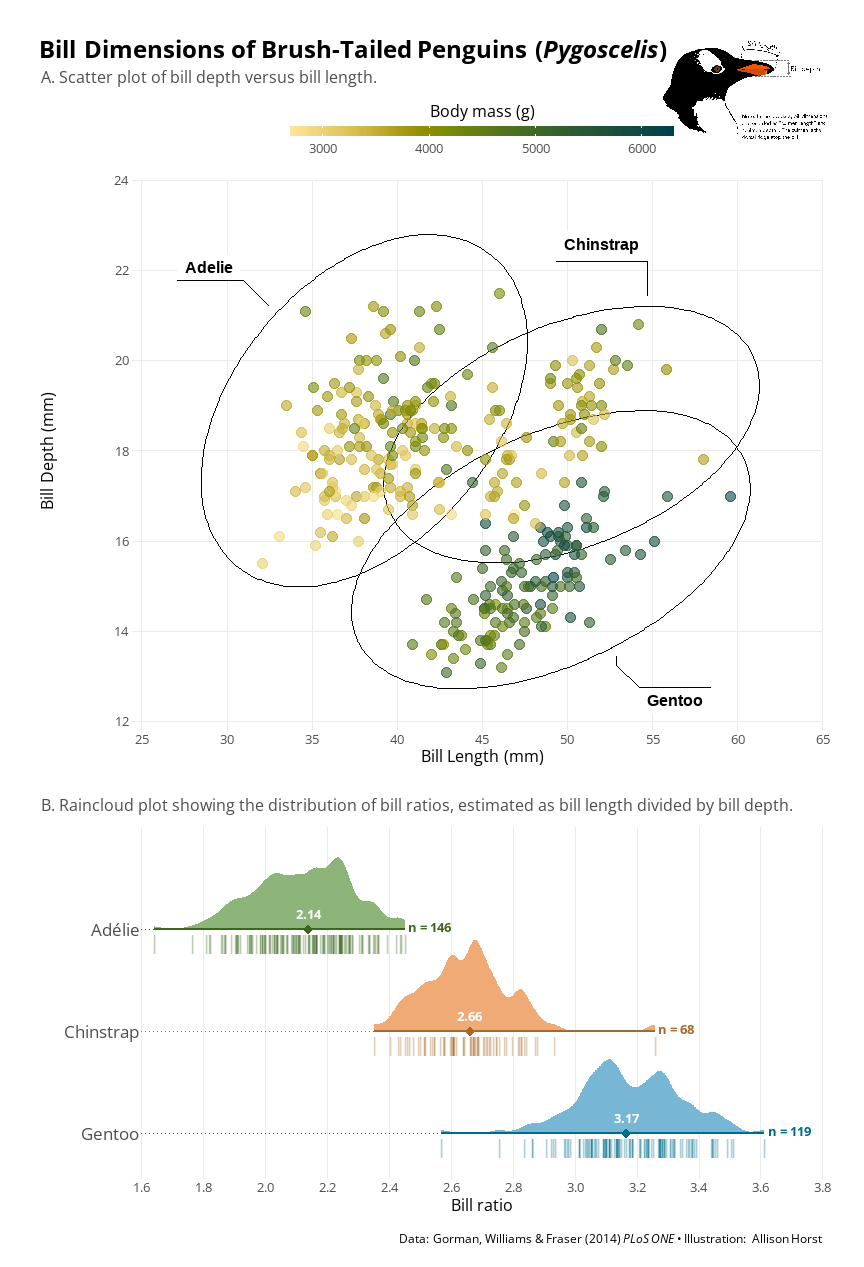 Bill Dimensions of Brush-Tailed Penguins (Pygoscelis)
A. Scatter plot of bill depth versus bill length.
Body mass (g)
3000 4000 5000 6000
24
22
20
18
16
14
12
Bill Depth (mm)
Adelie
Chinstrap
Gentoo
25 30 35 40 45 50 55 60 65
Bill Length (mm)
B. Raincloud plot showing the distribution of bill ratios, estimated as bill length divided by bill depth.
2.14
Adélie
n = 146
2.66
Chinstrap
n = 68
3.17
Gentoo
n = 119
1.6 2.0 2.2 2.4 2.6 2.8 3.0 3.2 3.4 3.6 3.8
Bill ratio
Data: Gorman, Williams & Fraser (2014) PLoS ONE • Illustration: Allison Horst